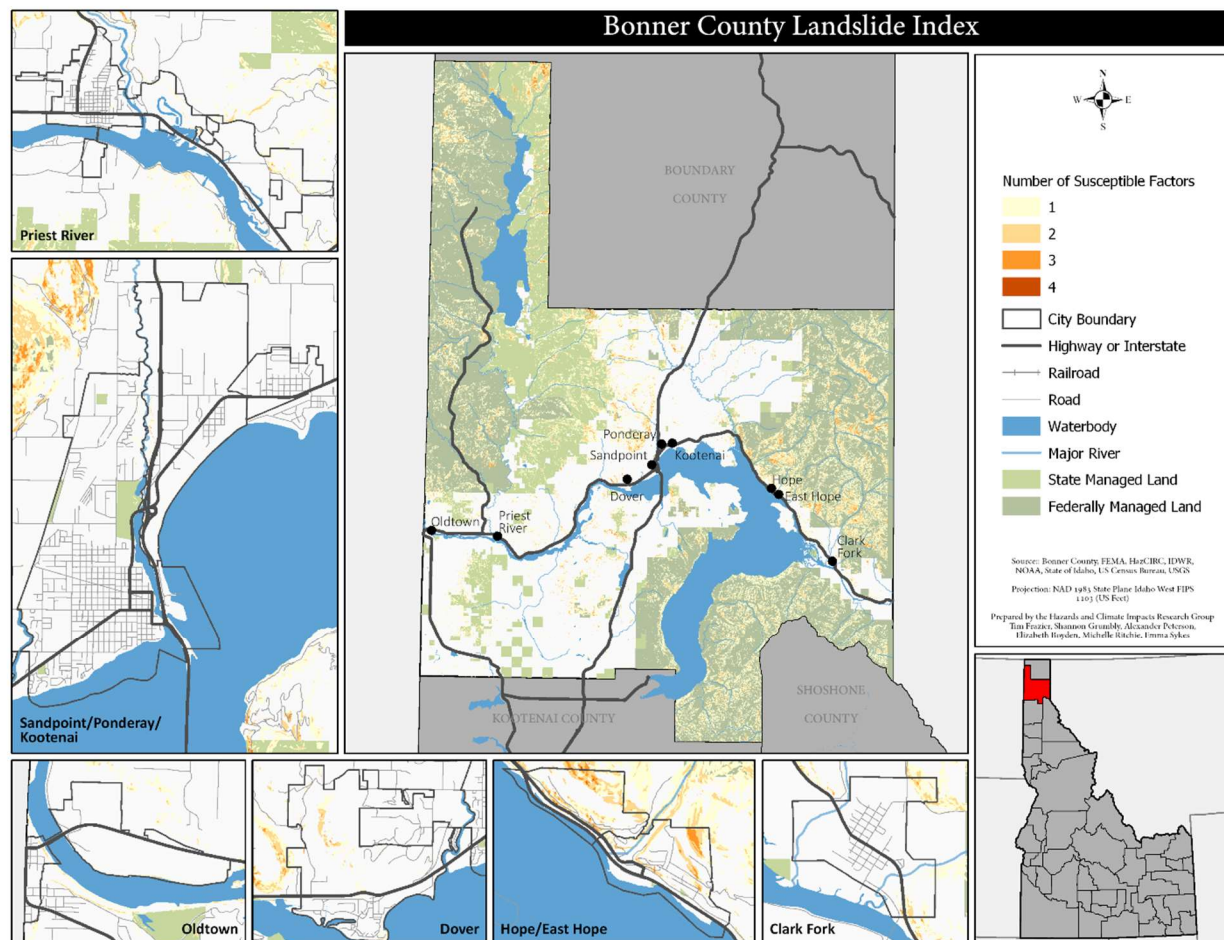 Bonner County Landslide Index
Priest River
Sandpoint/Ponderay/
Kootenai
Oldtown
Dover
Hope/East Hope
Clark Fork
BOUNDARY
COUNTY
Ponderay
Sandpoint
Kootenai
Dover
Hope
East Hope
Oldtown
Priest
River
Clark
Fork
KOOTENAI COUNTY
SHOSHONE
COUNTY
N
W E
S
Number of Susceptible Factors
1
2
3
4
City Boundary
Highway or Interstate
Railroad
Road
Waterbody
Major River
State Managed Land
Federally Managed Land
Source: Bonner County, FEMA, HazCIRC, IDWR,
NOAA, State of Idaho, US Census Bureau, USGS
Projection: NAD 1983 State Plane Idaho West FIPS
1103 (US Feet)
Prepared by the Hazards and Climate Impacts Research Group
Tim Frazier, Shannon Grumbly, Alexander Peterson,
Elizabeth Boyden, Michelle Ritchie, Emma Sykes